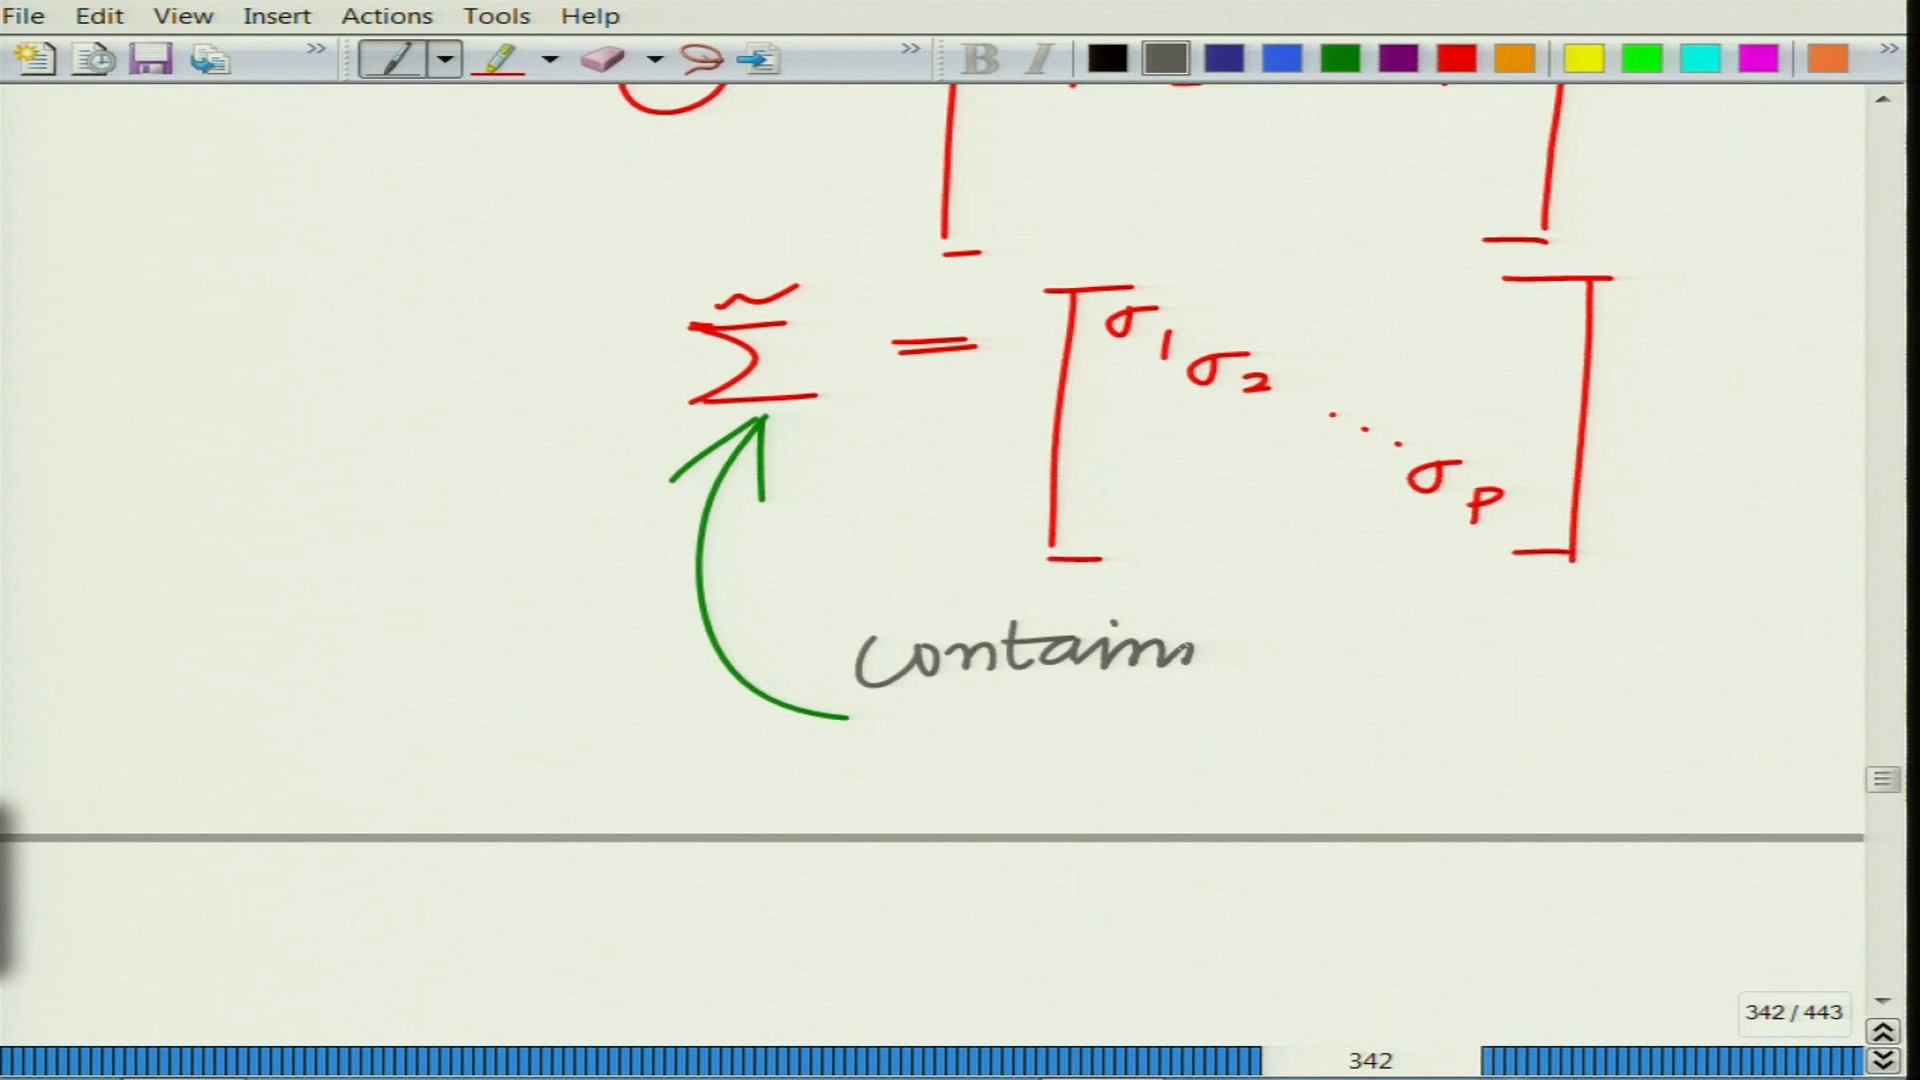 File Edit View Insert Actions Tools Help
B I
Σ̃ = [ σ₁ σ₂ ... σₚ ]
Contains
342 / 443
342